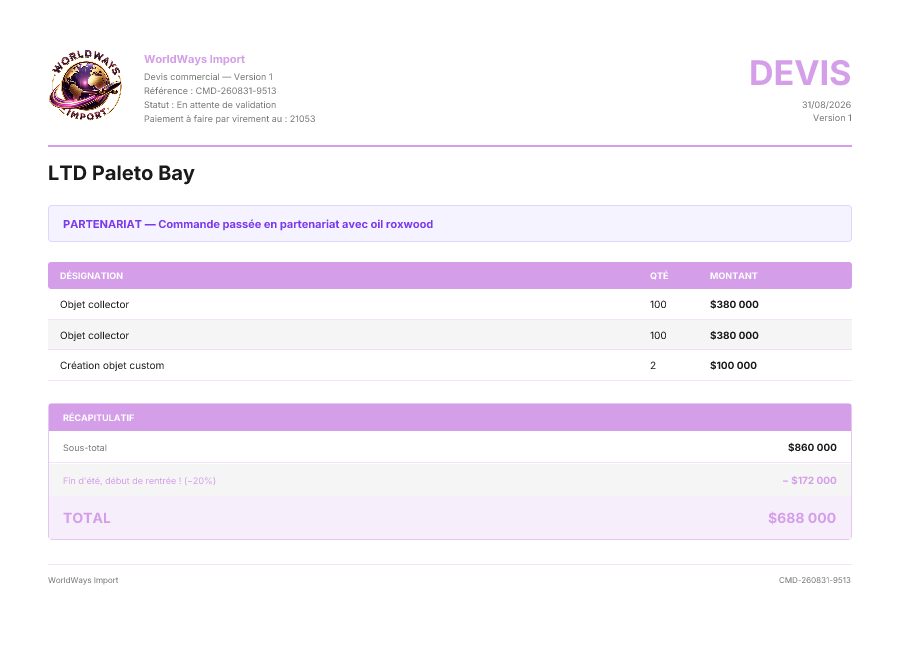 WORLDWAYS
IMPORT
WorldWays Import
Devis commercial — Version 1
Référence : CMD-260831-9513
Statut : En attente de validation
Paiement à faire par virement au : 21053
DEVIS
31/08/2026
Version 1
LTD Paleto Bay
PARTENARIAT — Commande passée en partenariat avec oil roxwood
DÉSIGNATION QTÉ MONTANT
Objet collector 100 $380 000
Objet collector 100 $380 000
Création objet custom 2 $100 000
RÉCAPITULATIF
Sous-total $860 000
Fin d'été, début de rentrée ! (−20%) − $172 000
TOTAL $688 000
WorldWays Import CMD-260831-9513